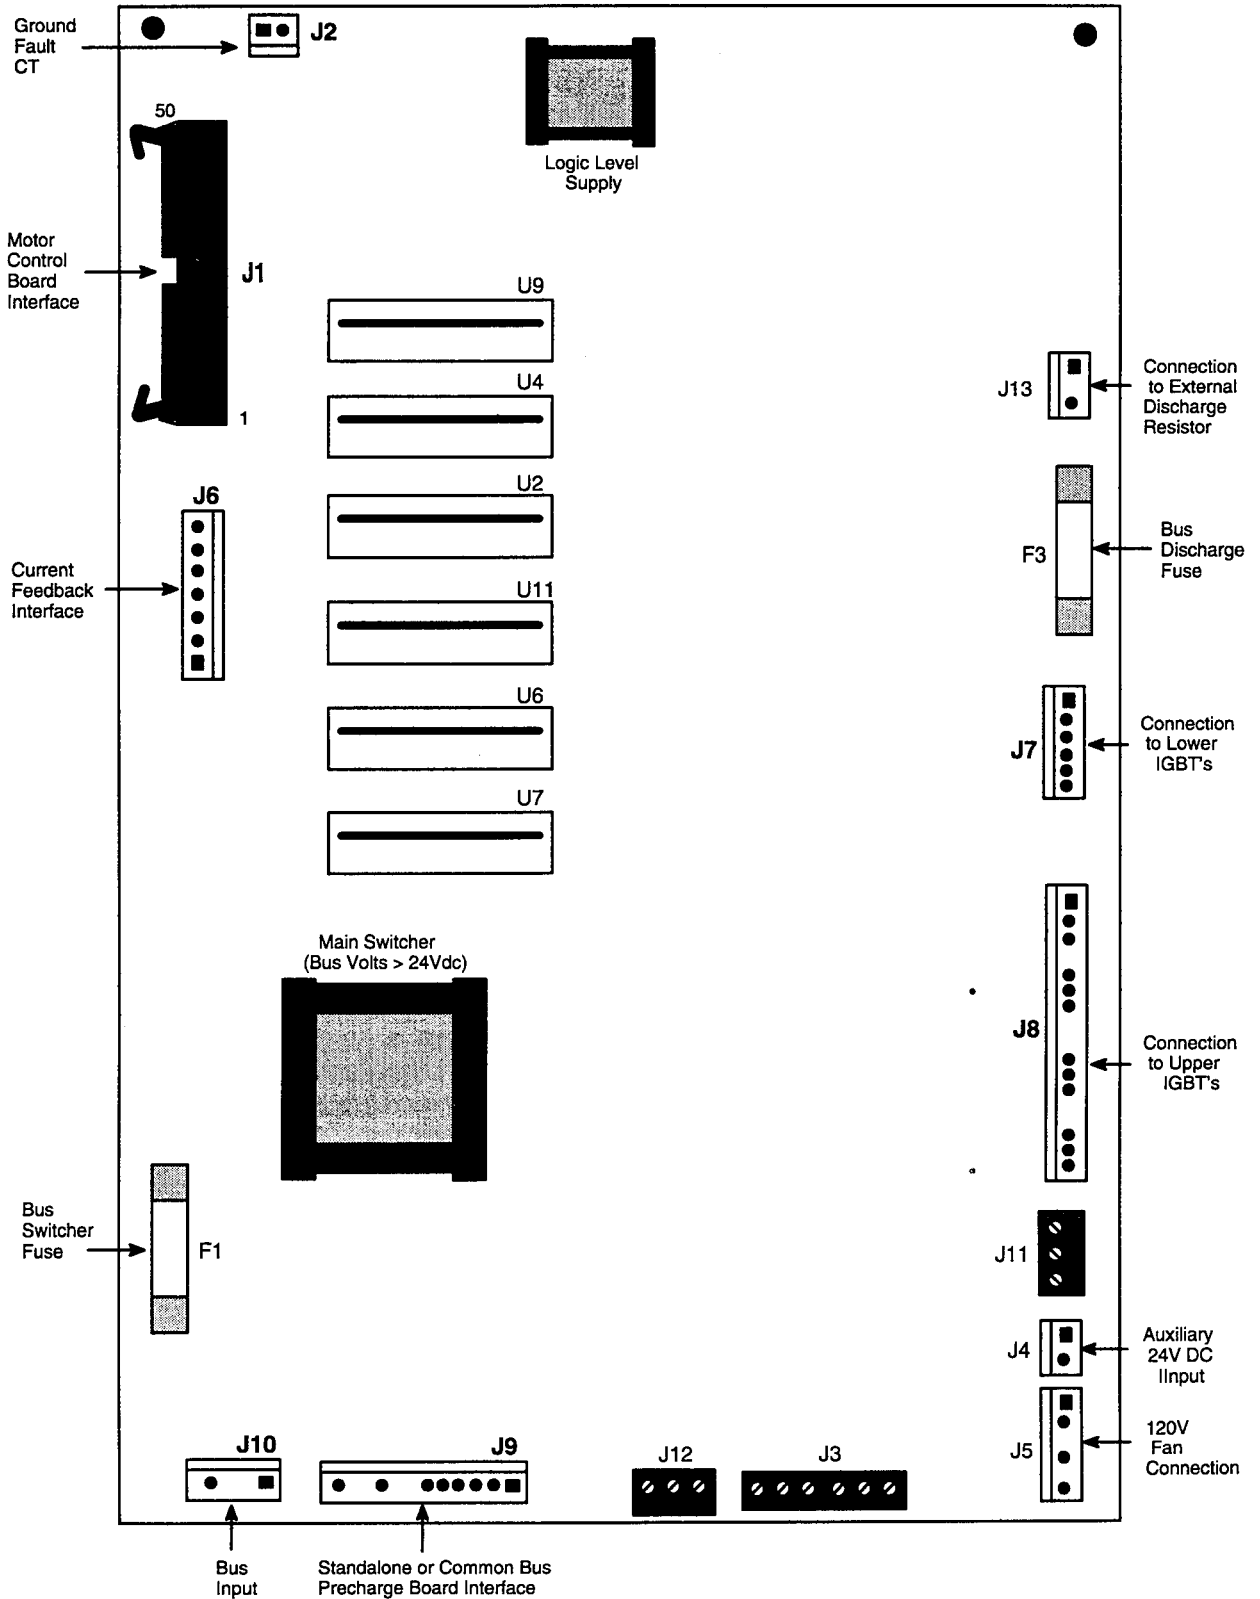 Ground
Fault
CT
J2
50
Logic Level
Supply
Motor
Control
Board
Interface
J1
1
U9
U4
U2
U11
U6
U7
J13
Connection
to External
Discharge
Resistor
J6
Current
Feedback
Interface
F3
Bus
Discharge
Fuse
J7
Connection
to Lower
IGBT's
Main Switcher
(Bus Volts > 24Vdc)
J8
Connection
to Upper
IGBT's
Bus
Switcher
Fuse
F1
J11
J4
Auxiliary
24V DC
IInput
J5
120V
Fan
Connection
J10
J9
J12
J3
Bus
Input
Standalone or Common Bus
Precharge Board Interface